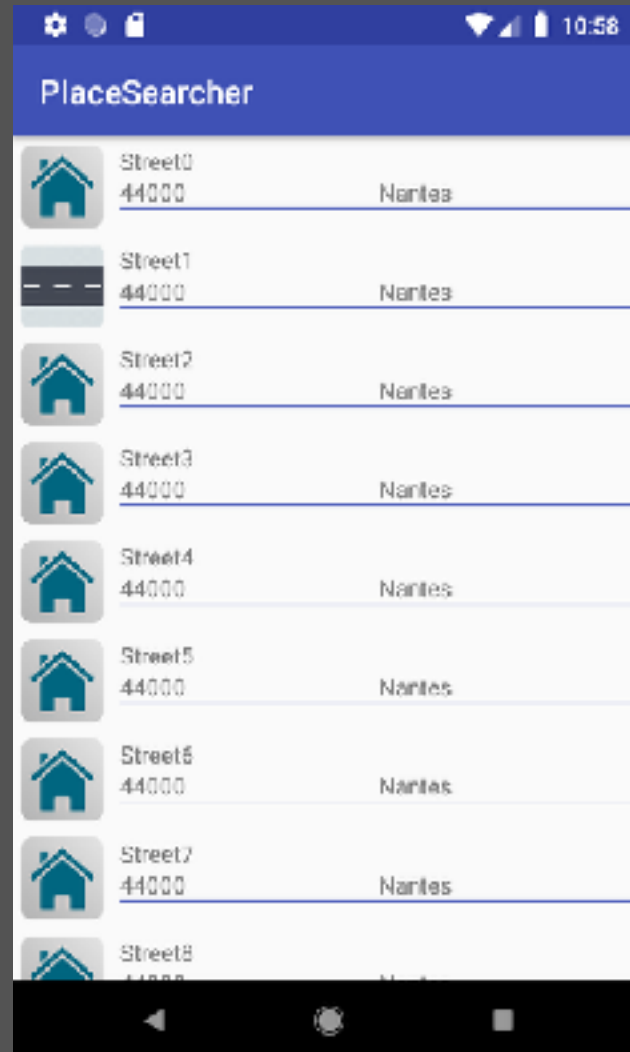 10:58
PlaceSearcher
Street0
44000 Nantes
Street1
44000 Nantes
Street2
44000 Nantes
Street3
44000 Nantes
Street4
44000 Nantes
Street5
44000 Nantes
Street6
44000 Nantes
Street7
44000 Nantes
Street8